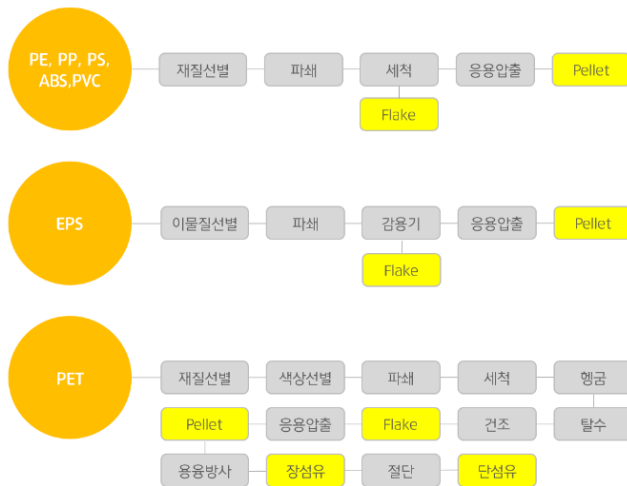 PE, PP, PS,
ABS,PVC
재질선별
파쇄
세척
응용압출
Pellet
Flake
EPS
이물질선별
파쇄
감용기
응용압출
Pellet
Flake
PET
재질선별
색상선별
파쇄
세척
헹굼
Pellet
응용압출
Flake
건조
탈수
용융방사
장섬유
절단
단섬유